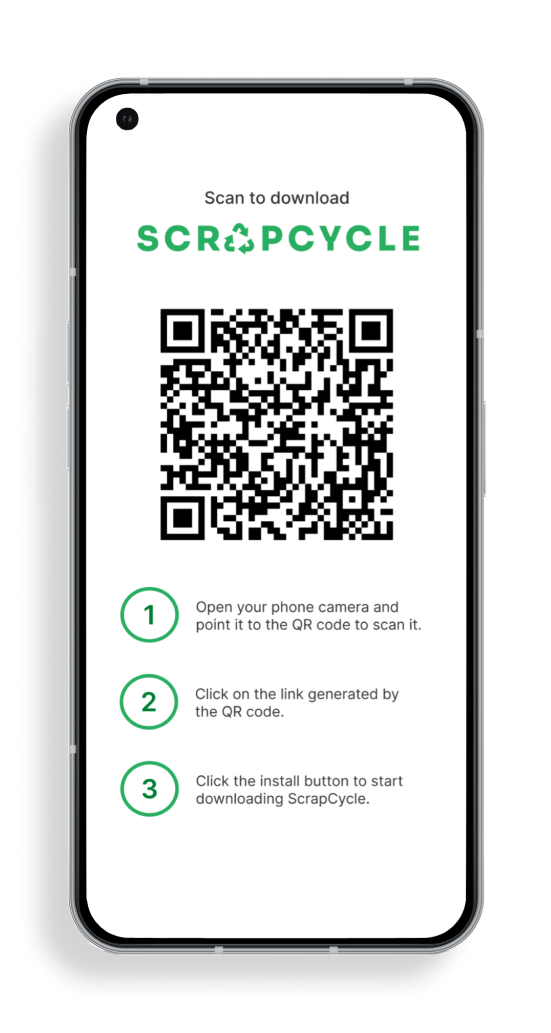 Scan to download
SCRAPCYCLE
1
Open your phone camera and
point it to the QR code to scan it.
2
Click on the link generated by
the QR code.
3
Click the install button to start
downloading ScrapCycle.